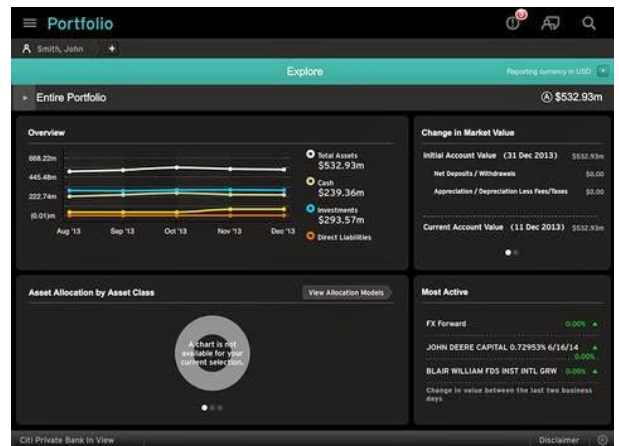 Portfolio
3
Smith, John
+
Explore
Reporting currency in USD
Entire Portfolio
A $532.93m
Overview
668.22m
445.48m
222.74m
(0.01)m
Aug '13 Sep '13 Oct '13 Nov '13 Dec '13
Total Assets
$532.93m
Cash
$239.36m
Investments
$293.57m
Direct Liabilities
Change in Market Value
Initial Account Value (31 Dec 2013) $532.93m
Net Deposits / Withdrawals $0.00
Appreciation / Depreciation Less Fees/Taxes $0.00
Current Account Value (11 Dec 2013) $532.93m
Asset Allocation by Asset Class
View Allocation Models
A chart is not
available for your
current selection.
Most Active
FX Forward 0.00%
JOHN DEERE CAPITAL 0.72953% 6/16/14
0.00%
BLAIR WILLIAM FDS INST INTL GRW 0.00%
Change in value between the last two business
days
Citi Private Bank In View
Disclaimer